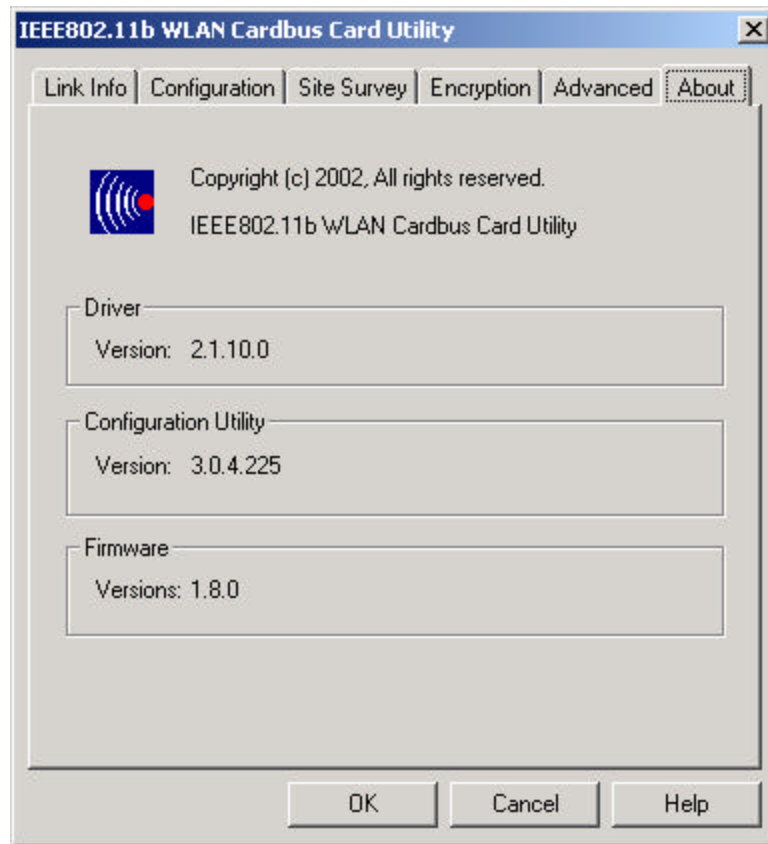 IEEE802.11b WLAN Cardbus Card Utility
Link Info Configuration Site Survey Encryption Advanced About
Copyright (c) 2002, All rights reserved.
IEEE802.11b WLAN Cardbus Card Utility
Driver
Version: 2.1.10.0
Configuration Utility
Version: 3.0.4.225
Firmware
Versions: 1.8.0
OK Cancel Help